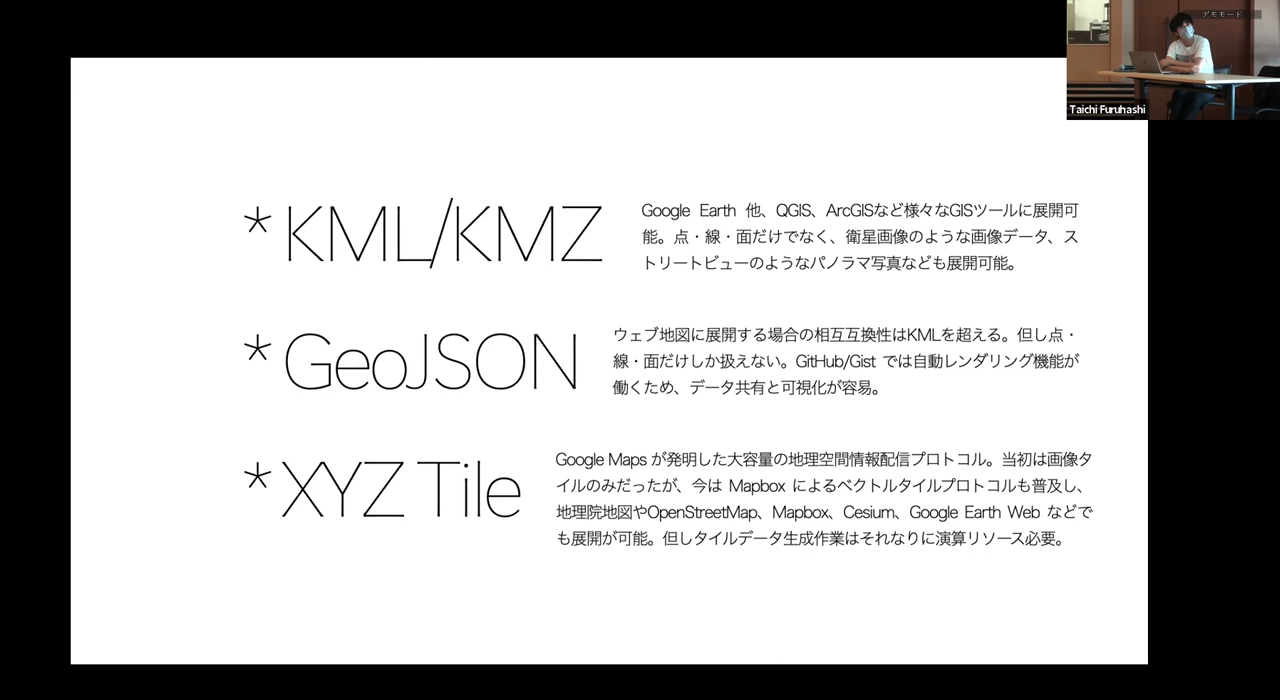 デモモード
Taichi Furuhashi
* KML/KMZ
Google Earth 他、QGIS、ArcGISなど様々なGISツールに展開可
能。点・線・面だけでなく、衛星画像のような画像データ、ス
トリートビューのようなパノラマ写真なども展開可能。
* GeoJSON
ウェブ地図に展開する場合の相互互換性はKMLを超える。但し点・
線・面だけしか扱えない。GitHub/Gist では自動レンダリング機能が
働くため、データ共有と可視化が容易。
* XYZ Tile
Google Maps が発明した大容量の地理空間情報配信プロトコル。当初は画像タ
イルのみだったが、今は Mapbox によるベクトルタイルプロトコルも普及し、
地理院地図やOpenStreetMap、Mapbox、Cesium、Google Earth Web などで
も展開が可能。但しタイルデータ生成作業はそれなりに演算リソース必要。